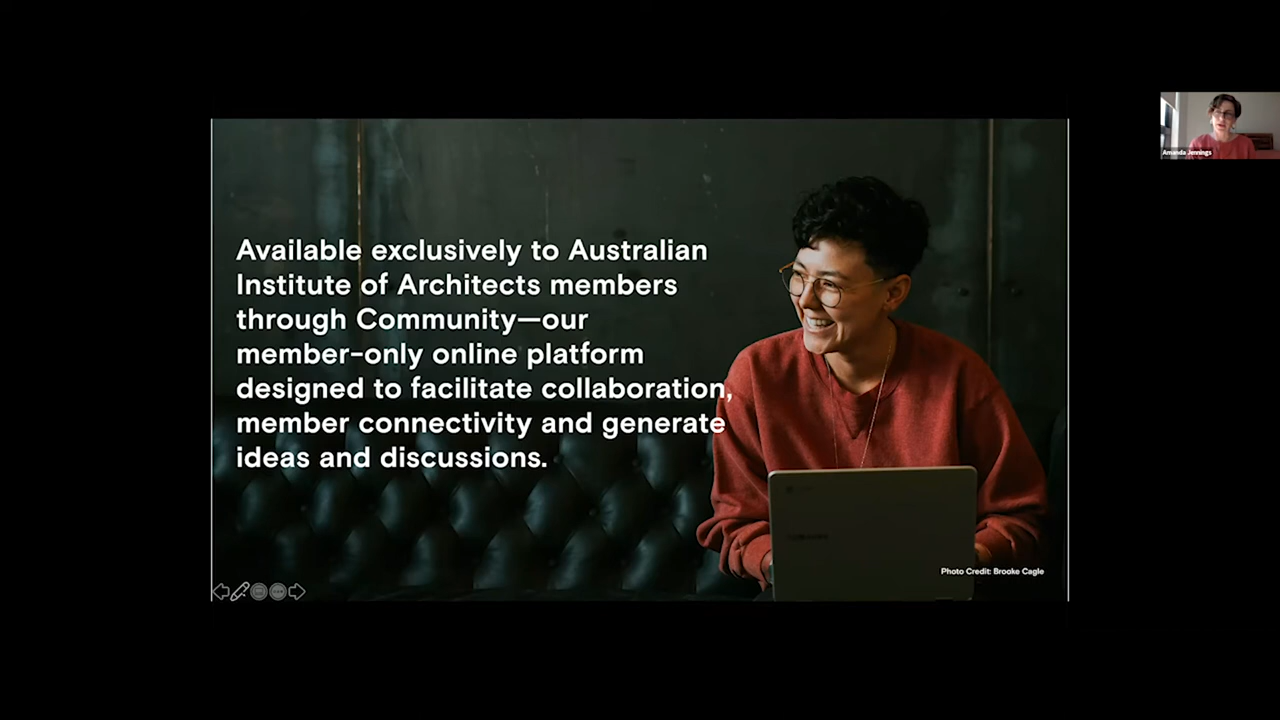 Available exclusively to Australian
Institute of Architects members
through Community—our
member-only online platform
designed to facilitate collaboration,
member connectivity and generate
ideas and discussions.
Photo Credit: Brooke Cagle
Amanda Jennings